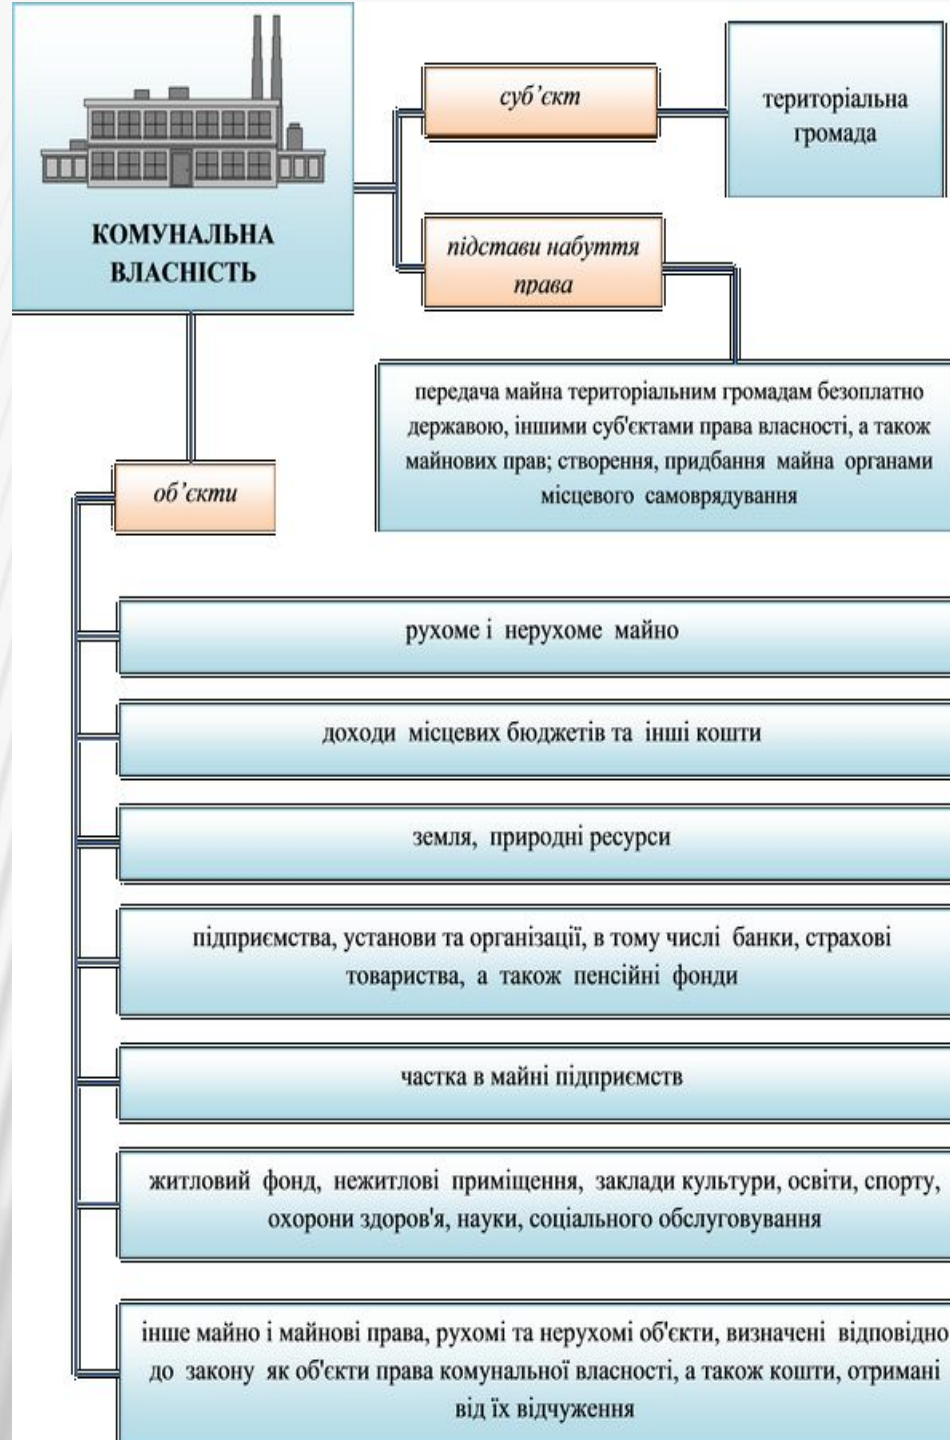 КОМУНАЛЬНА
ВЛАСНІСТЬ
суб’єкт
територіальна
громада
підстави набуття
права
передача майна територіальним громадам безоплатно
державою, іншими суб'єктами права власності, а також
майнових прав; створення, придбання майна органами
місцевого самоврядування
об’єкти
рухоме і нерухоме майно
доходи місцевих бюджетів та інші кошти
земля, природні ресурси
підприємства, установи та організації, в тому числі банки, страхові
товариства, а також пенсійні фонди
частка в майні підприємств
житловий фонд, нежитлові приміщення, заклади культури, освіти, спорту,
охорони здоров'я, науки, соціального обслуговування
інше майно і майнові права, рухомі та нерухомі об'єкти, визначені відповідно
до закону як об'єкти права комунальної власності, а також кошти, отримані
від їх відчуження